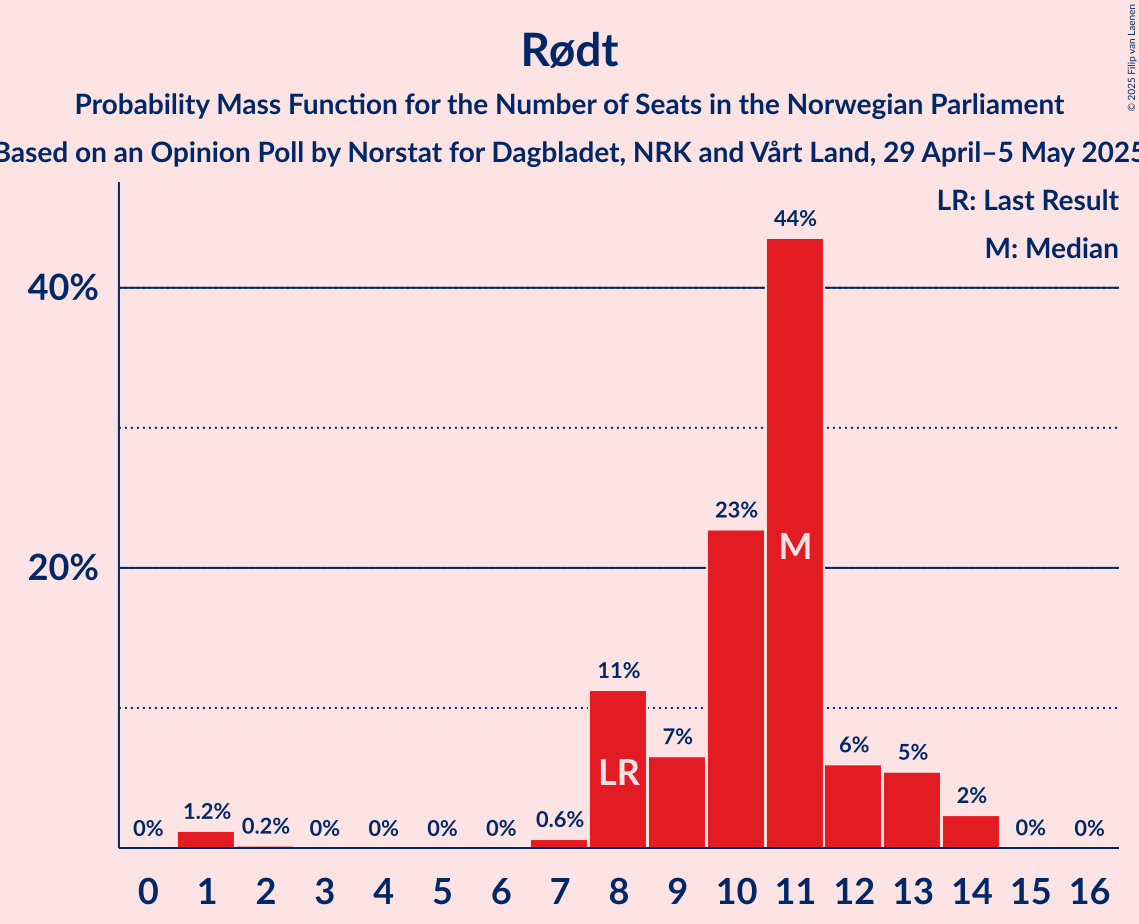 Rødt
Probability Mass Function for the Number of Seats in the Norwegian Parliament
Based on an Opinion Poll by Norstat for Dagbladet, NRK and Vårt Land, 29 April–5 May 2025
© 2025 Filip van Laenen
LR: Last Result
M: Median
40%
20%
0%
1.2%
0.2%
0%
0%
0%
0%
0.6%
11%
7%
23%
44%
6%
5%
2%
0%
0%
LR
M
0 1 2 3 4 5 6 7 8 9 10 11 12 13 14 15 16